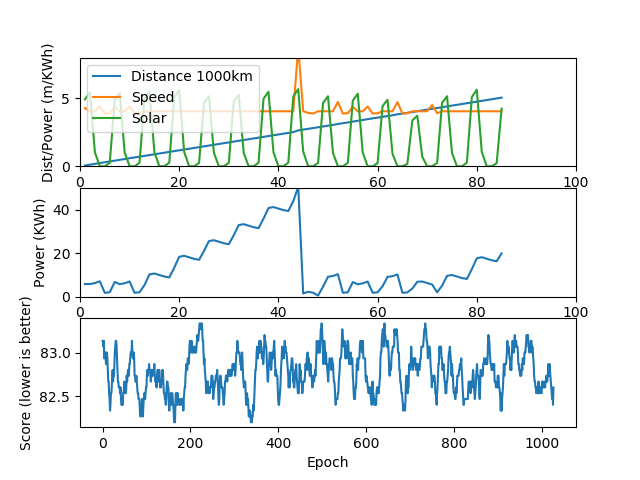 Dist/Power (m/KWh)
5
0
Distance 1000km
Speed
Solar
0 20 40 60 80 100
Power (KWh)
40
20
0
0 20 40 60 80 100
Score (lower is better)
83.0
82.5
0 200 400 600 800 1000
Epoch